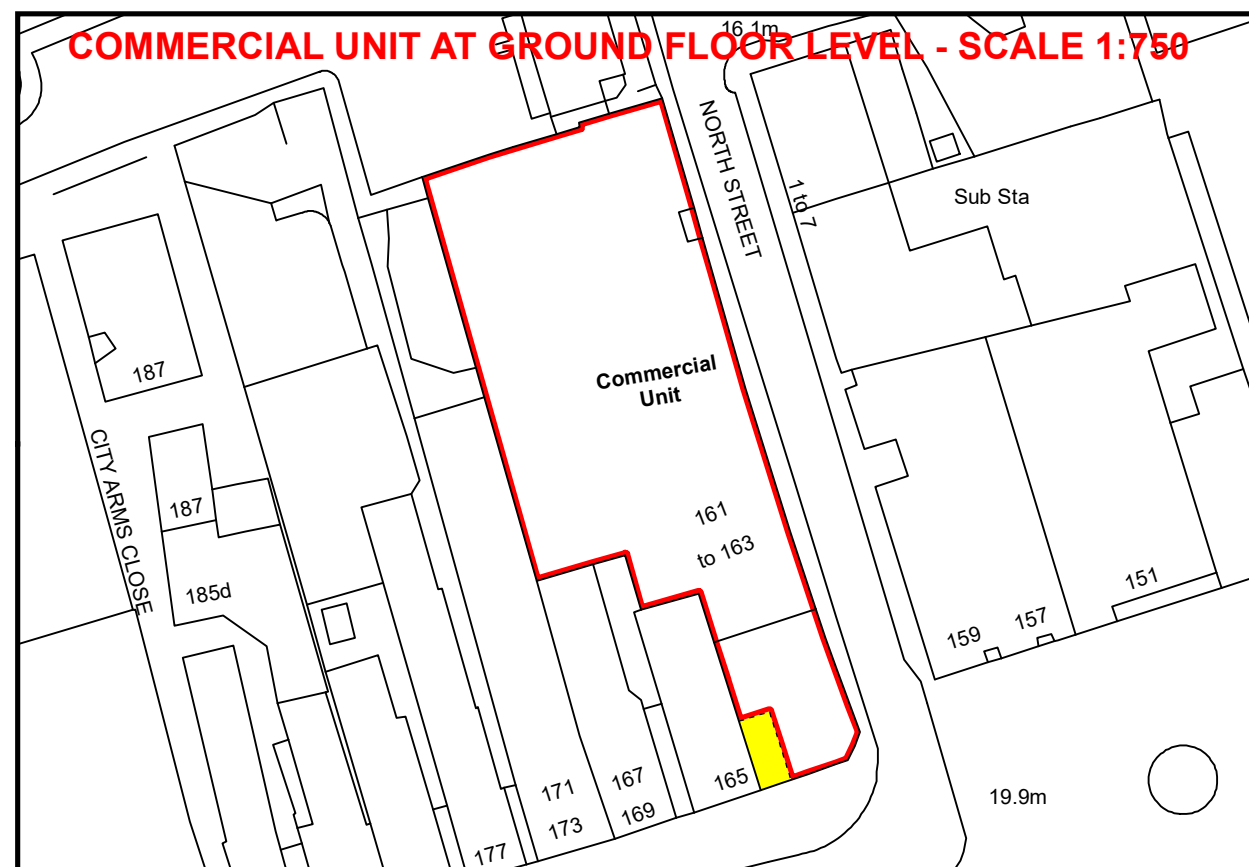 COMMERCIAL UNIT AT GROUND FLOOR LEVEL - SCALE 1:750
16.1m
NORTH STREET
1 to 7
Sub Sta
187
Commercial
Unit
CITY ARMS CLOSE
187
161
to 163
185d
151
159
157
165
167
171
169
173
177
19.9m